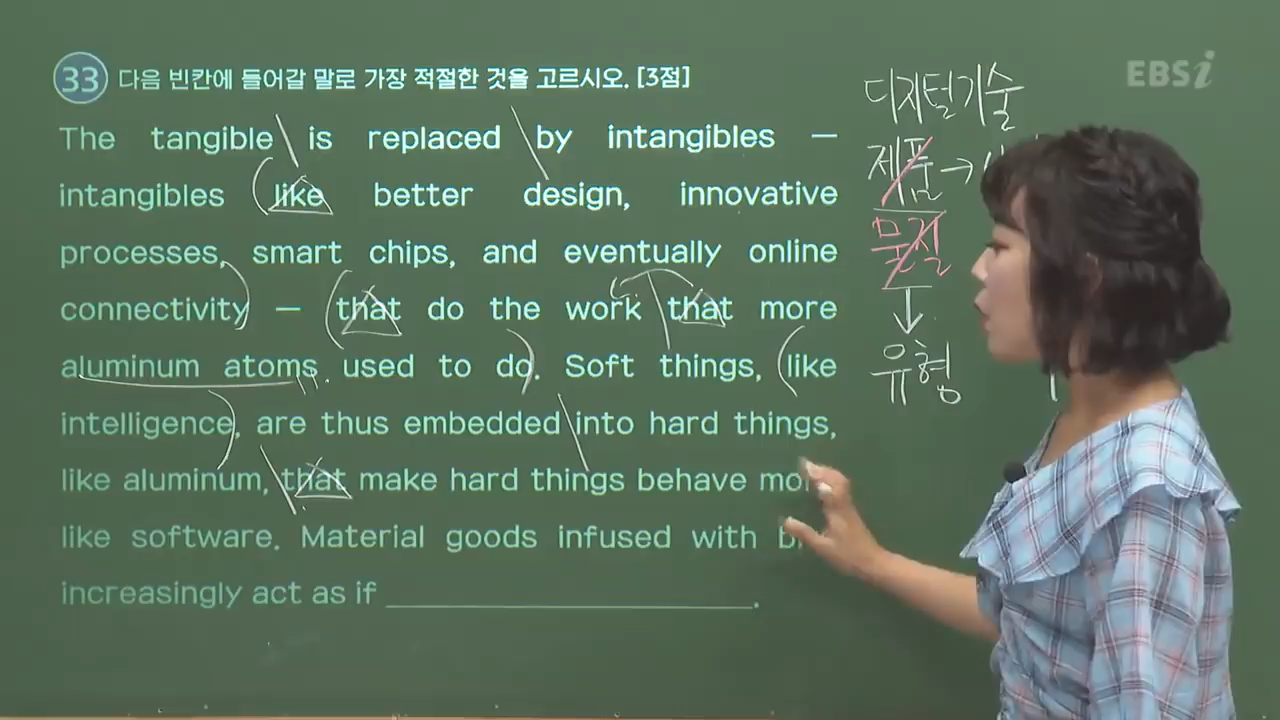 33 다음 빈칸에 들어갈 말로 가장 적절한 것을 고르시오. [3점]
The tangible is replaced by intangibles –
intangibles like better design, innovative
processes, smart chips, and eventually online
connectivity – that do the work that more
aluminum atoms used to do. Soft things, like
intelligence, are thus embedded into hard things,
like aluminum, that make hard things behave
like software. Material goods infused with
increasingly act as if ____________.
EBSi
디지털기술
제품 →
물질
↓
유형